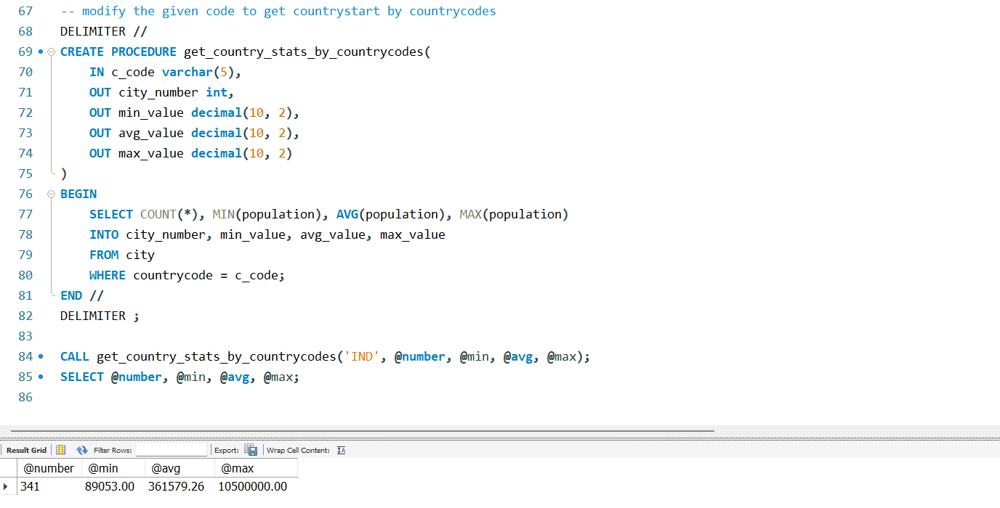 67 -- modify the given code to get countrystart by countrycodes
68 DELIMITER //
69 CREATE PROCEDURE get_country_stats_by_countrycodes(
70 IN c_code varchar(5),
71 OUT city_number int,
72 OUT min_value decimal(10, 2),
73 OUT avg_value decimal(10, 2),
74 OUT max_value decimal(10, 2)
75 )
76 BEGIN
77 SELECT COUNT(*), MIN(population), AVG(population), MAX(population)
78 INTO city_number, min_value, avg_value, max_value
79 FROM city
80 WHERE countrycode = c_code;
81 END //
82 DELIMITER ;
83
84 CALL get_country_stats_by_countrycodes('IND', @number, @min, @avg, @max);
85 SELECT @number, @min, @avg, @max;
86
Result Grid Filter Rows: Export: Wrap Cell Content: IA
@number @min @avg @max
341 89053.00 361579.26 10500000.00